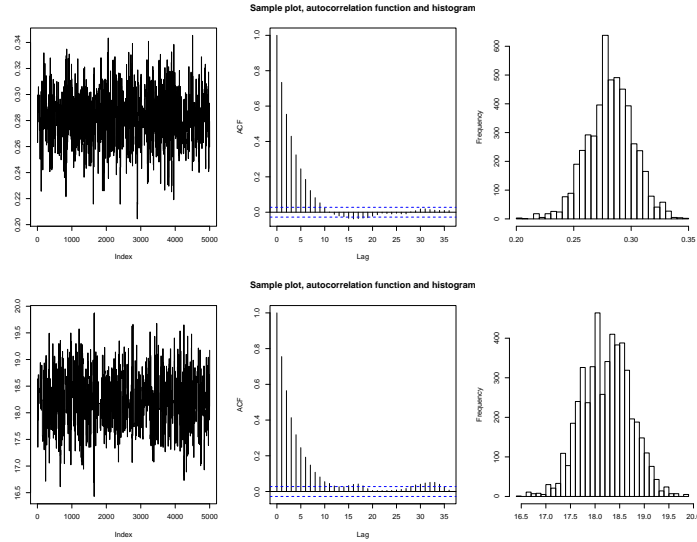 Sample plot, autocorrelation function and histogram
0.20 0.22 0.24 0.26 0.28 0.30 0.32 0.34
0 1000 2000 3000 4000 5000
Index
ACF
0.0 0.2 0.4 0.6 0.8 1.0
0 5 10 15 20 25 30 35
Lag
Frequency
0 100 200 300 400 500 600
0.20 0.25 0.30 0.35
Sample plot, autocorrelation function and histogram
16.5 17.0 17.5 18.0 18.5 19.0 19.5 20.0
0 1000 2000 3000 4000 5000
Index
ACF
0.0 0.2 0.4 0.6 0.8 1.0
0 5 10 15 20 25 30 35
Lag
Frequency
0 100 200 300 400
16.5 17.0 17.5 18.0 18.5 19.0 19.5 20.0